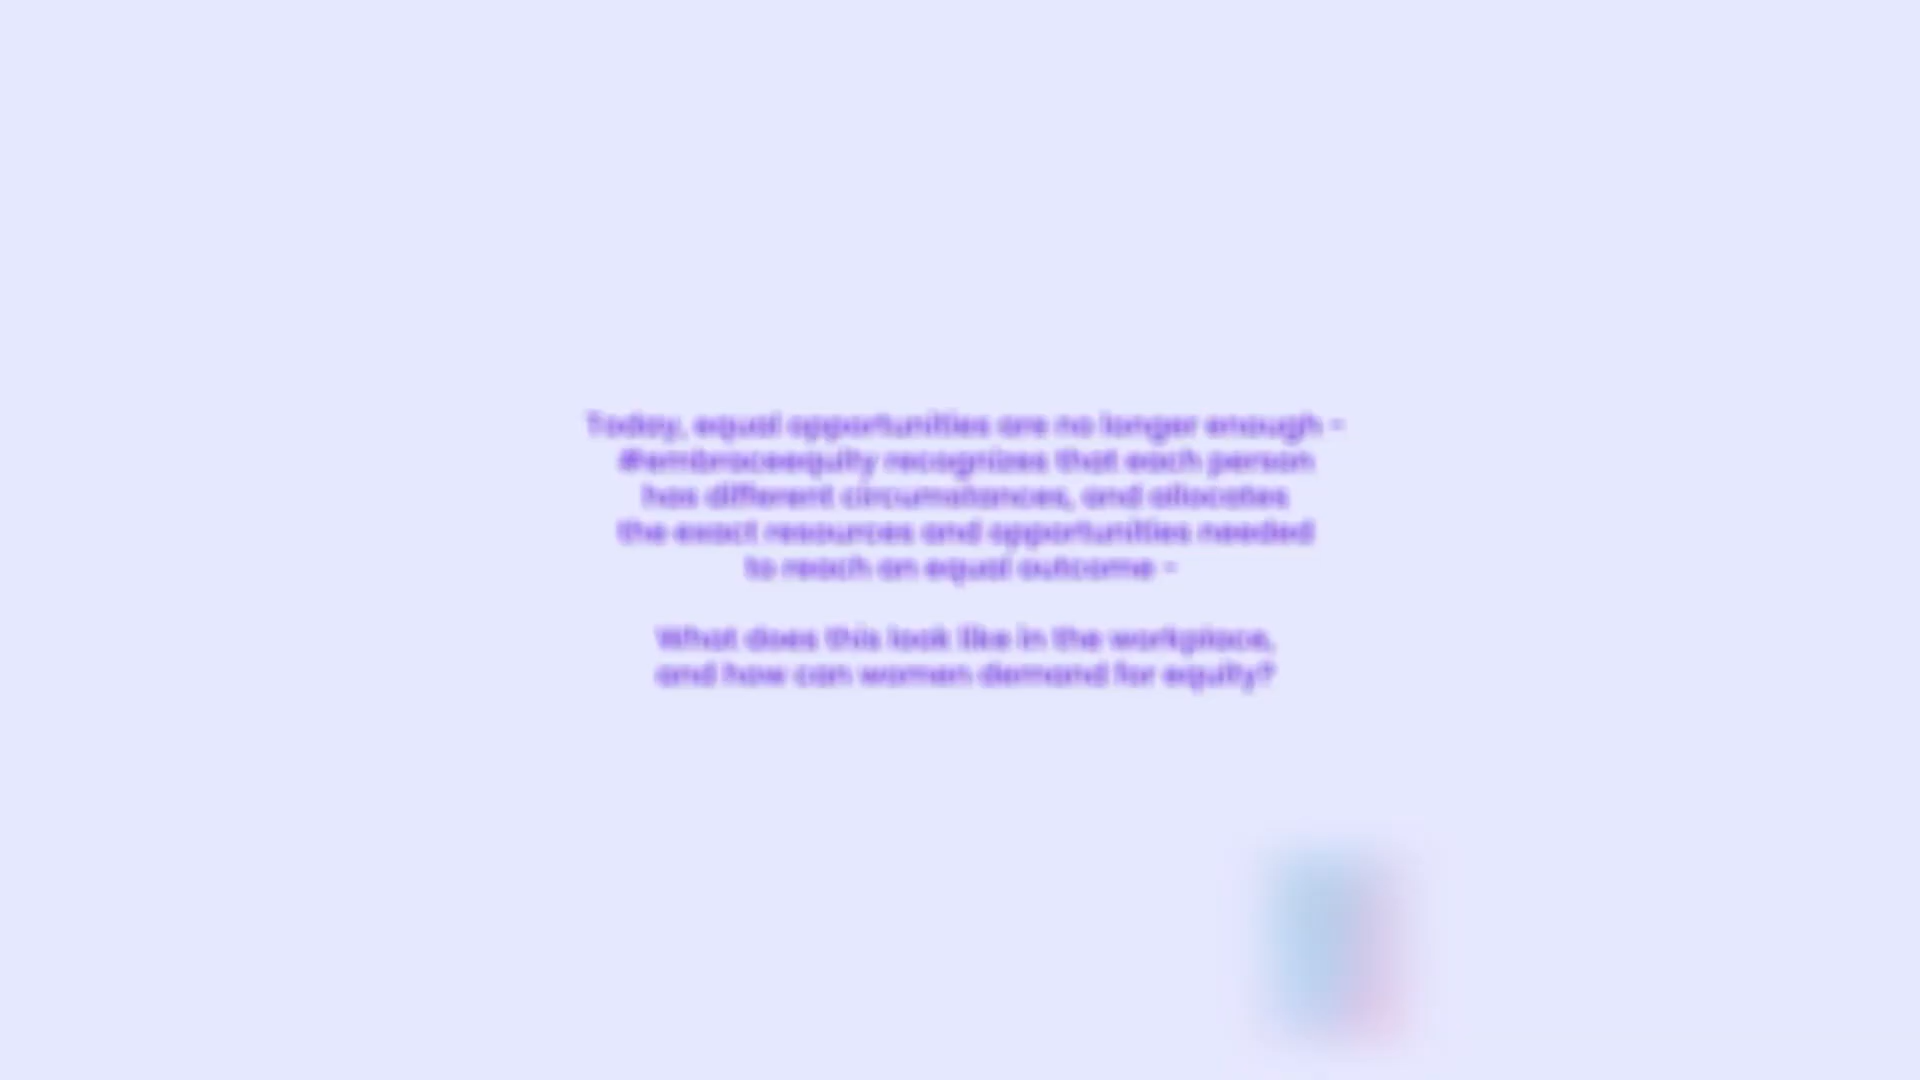 Today, equal opportunities are no longer enough -
#embraceequity recognizes that each person
has different circumstances, and allocates
the exact resources and opportunities needed
to reach an equal outcome -
What does this look like in the workplace,
and how can women demand for equity?